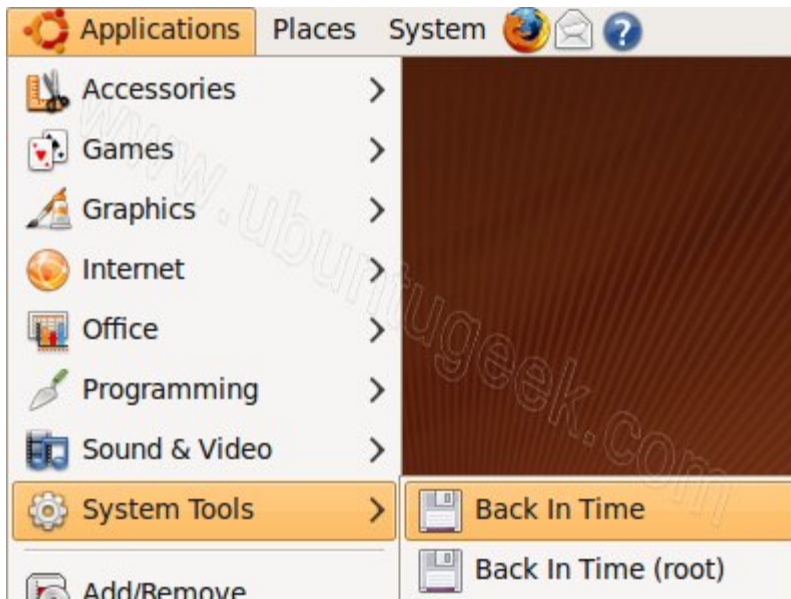 Applications Places System
Accessories
Games
Graphics
Internet
Office
Programming
Sound & Video
System Tools
Back In Time
Back In Time (root)
Add/Remove
www.ubuntugeek.com